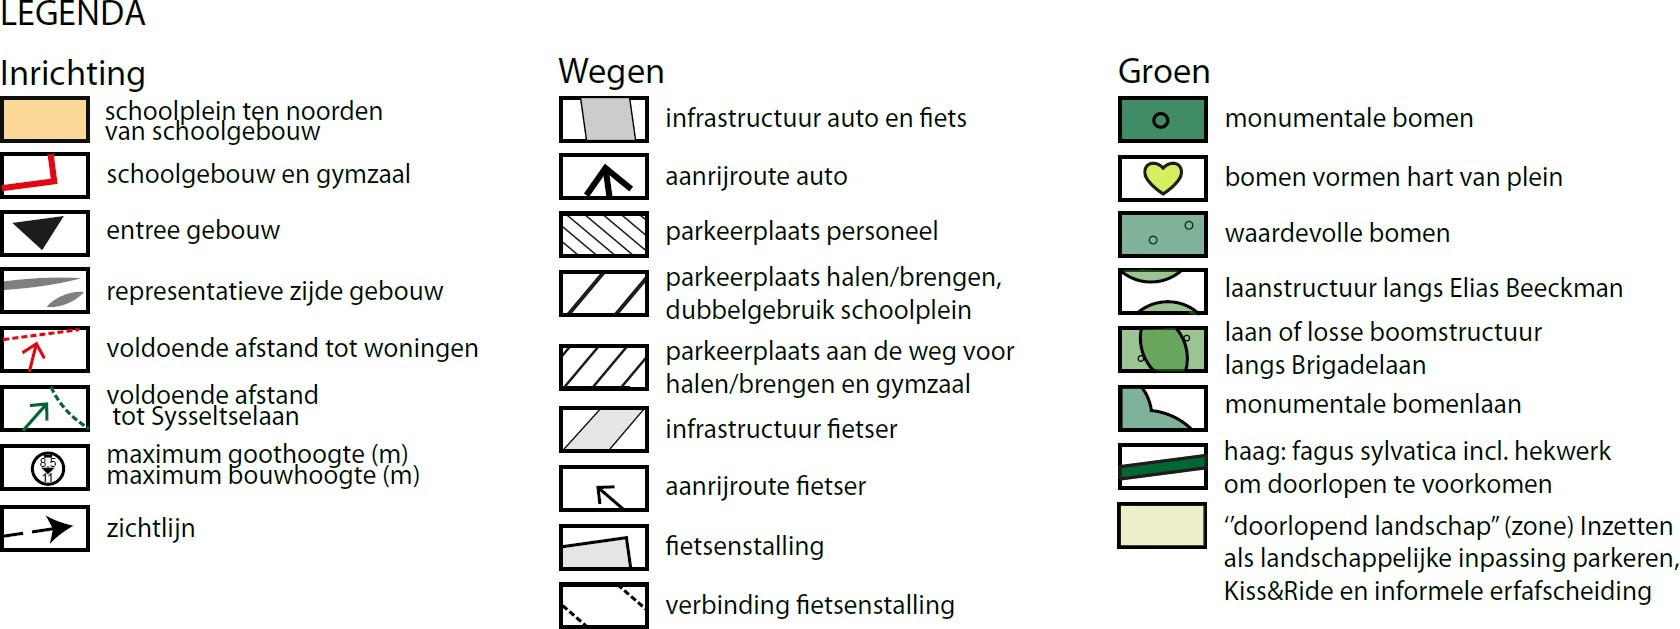 LEGENDA
Inrichting
schoolplein ten noorden
van schoolgebouw
schoolgebouw en gymzaal
entree gebouw
representatieve zijde gebouw
voldoende afstand tot woningen
voldoende afstand
tot Sysseltselaan
8,5
11
maximum goothoogte (m)
maximum bouwhoogte (m)
zichtlijn
Wegen
infrastructuur auto en fiets
aanrijroute auto
parkeerplaats personeel
parkeerplaats halen/brengen,
dubbelgebruik schoolplein
parkeerplaats aan de weg voor
halen/brengen en gymzaal
infrastructuur fietser
aanrijroute fietser
fietsenstalling
verbinding fietsenstalling
Groen
monumentale bomen
bomen vormen hart van plein
waardevolle bomen
laanstructuur langs Elias Beeckman
laan of losse boomstructuur
langs Brigadelaan
monumentale bomenlaan
haag: fagus sylvatica incl. hekwerk
om doorlopen te voorkomen
‘’doorlopend landschap” (zone) Inzetten
als landschappelijke inpassing parkeren,
Kiss&Ride en informele erfafscheiding